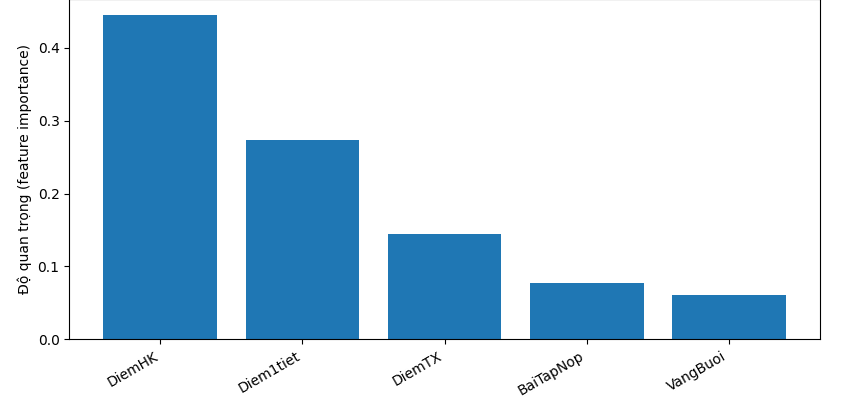 Độ quan trọng (feature importance)
0.4
0.3
0.2
0.1
0.0
DiemHK
Diem1tiet
DiemTX
BaiTapNop
VangBuoi